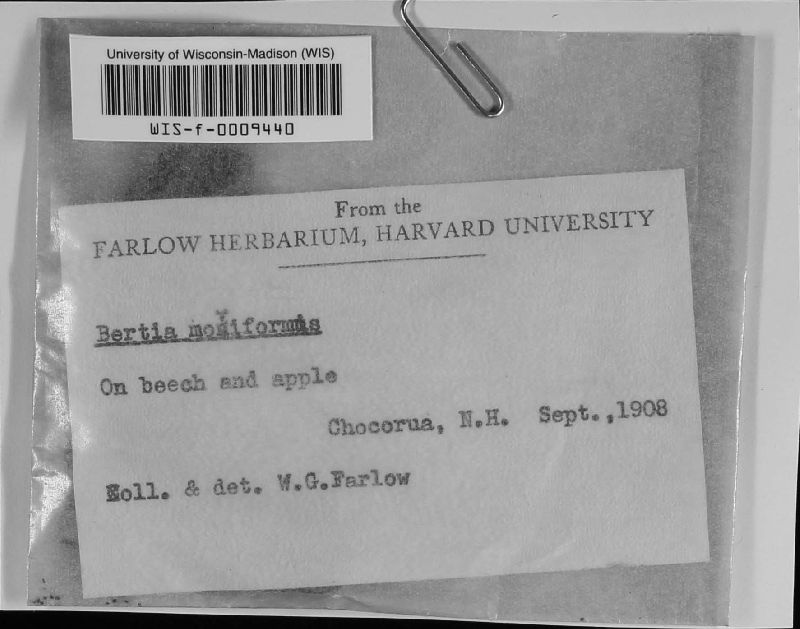 University of Wisconsin-Madison (WIS)
WIS-f-0009440
From the
FARLOW HERBARIUM, HARVARD UNIVERSITY
Bertia moriformis
On beech and apple
Chocorua, N.H. Sept.,1908
Coll. & det. W.G.Farlow